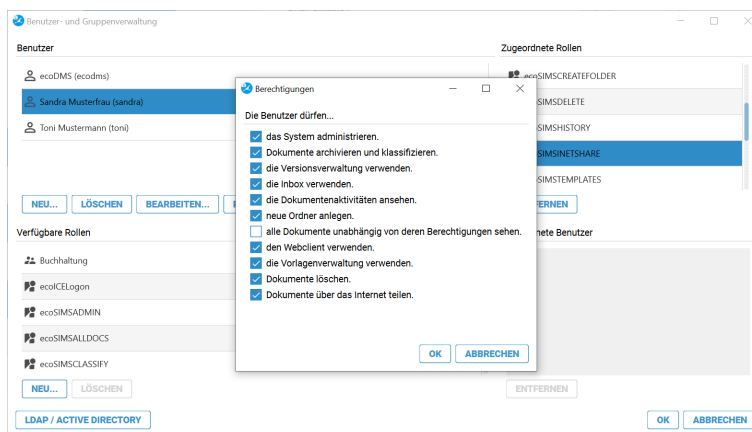 Benutzer- und Gruppenverwaltung
Benutzer
Zugeordnete Rollen
ecoDMS (ecodms)
Sandra Musterfrau (sandra)
Toni Mustermann (toni)
ecoSIMSCREATEFOLDER
SIMSDELETE
SIMSHISTORY
SIMSINETSHARE
SIMSTEMPLATES
NEU...
LÖSCHEN
BEARBEITEN...
FERNEN
Verfügbare Rollen
nete Benutzer
Buchhaltung
ecoICELogon
ecoSIMSADMIN
ecoSIMSALLDOCS
ecoSIMSCLASSIFY
NEU...
LÖSCHEN
ENTFERNEN
LDAP / ACTIVE DIRECTORY
OK
ABBRECHEN
Berechtigungen
Die Benutzer dürfen...
das System administrieren.
Dokumente archivieren und klassifizieren.
die Versionsverwaltung verwenden.
die Inbox verwenden.
die Dokumentenaktivitäten ansehen.
neue Ordner anlegen.
alle Dokumente unabhängig von deren Berechtigungen sehen.
den Webclient verwenden.
die Vorlagenverwaltung verwenden.
Dokumente löschen.
Dokumente über das Internet teilen.
OK
ABBRECHEN